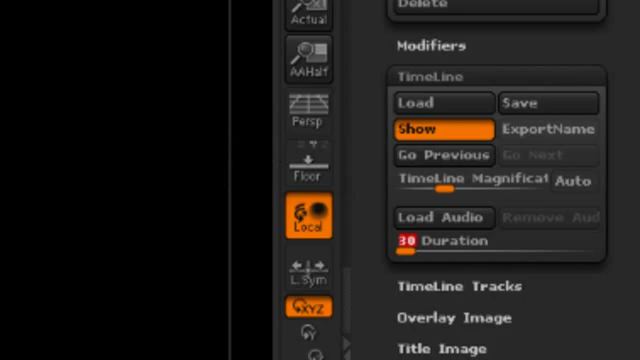 Actual
AAHalf
Persp
Floor
Local
L.Sym
XYZ
Y
Delete
Modifiers
TimeLine
Load Save
Show ExportName
Go Previous Go Next
TimeLine Magnificat Auto
Load Audio Remove Aud
30 Duration
TimeLine Tracks
Overlay Image
Title Image